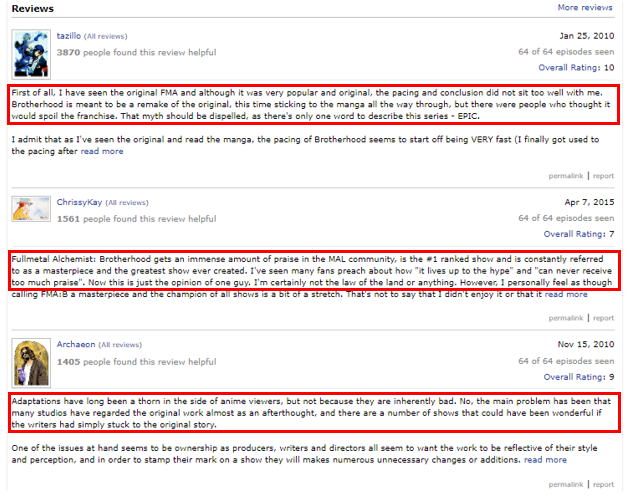 Reviews
More reviews
tazillo (All reviews)
Jan 25, 2010
3870 people found this review helpful
64 of 64 episodes seen
Overall Rating: 10
First of all, I have seen the original FMA and although it was very popular and original, the pacing and conclusion did not sit too well with me.
Brotherhood is meant to be a remake of the original, this time sticking to the manga all the way through, but there were people who thought it
would spoil the franchise. That myth should be dispelled, as there's only one word to describe this series - EPIC.
I admit that as I've seen the original and read the manga, the pacing of Brotherhood seems to start off being VERY fast (I finally got used to
the pacing after read more
permalink | report
ChrissyKay (All reviews)
Apr 7, 2015
1561 people found this review helpful
64 of 64 episodes seen
Overall Rating: 7
Fullmetal Alchemist: Brotherhood gets an immense amount of praise in the MAL community, is the #1 ranked show and is constantly referred
to as a masterpiece and the greatest show ever created. I've seen many fans preach about how "it lives up to the hype" and "can never receive
too much praise". Now this is just the opinion of one guy. I'm certainly not the law of the land or anything. However, I personally feel as though
calling FMA:B a masterpiece and the champion of all shows is a bit of a stretch. That's not to say that I didn't enjoy it or that it read more
permalink | report
Archaeon (All reviews)
Nov 15, 2010
1405 people found this review helpful
64 of 64 episodes seen
Overall Rating: 9
Adaptations have long been a thorn in the side of anime viewers, but not because they are inherently bad. No, the main problem has been that
many studios have regarded the original work almost as an afterthought, and there are a number of shows that could have been wonderful if
the writers had simply stuck to the original story.
One of the issues at hand seems to be ownership as producers, writers and directors all seem to want the work to be reflective of their style
and perception, and in order to stamp their mark on a show they will makes numerous unnecessary changes or additions. read more
permalink | report